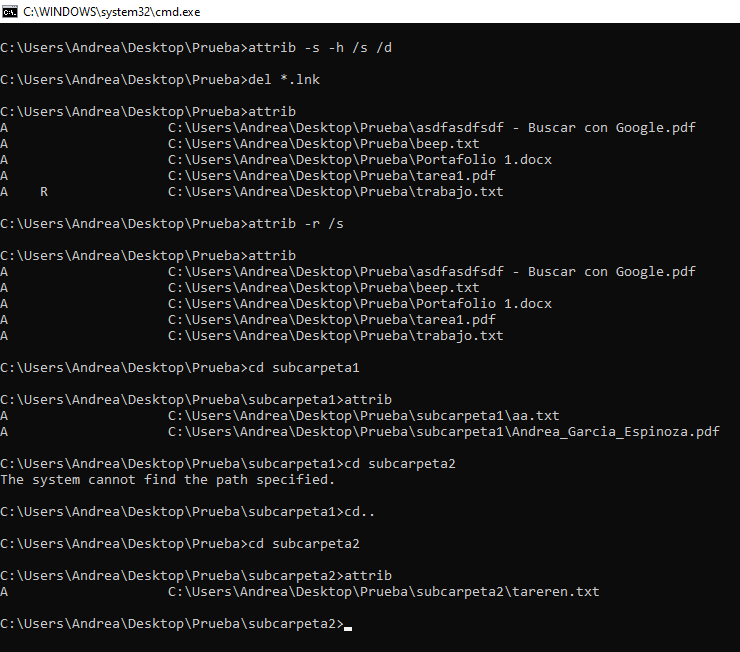 C:\WINDOWS\system32\cmd.exe
C:\Users\Andrea\Desktop\Prueba>attrib -s -h /s /d
C:\Users\Andrea\Desktop\Prueba>del *.lnk
C:\Users\Andrea\Desktop\Prueba>attrib
A                    C:\Users\Andrea\Desktop\Prueba\asdfasdfsdf - Buscar con Google.pdf
A                    C:\Users\Andrea\Desktop\Prueba\beep.txt
A                    C:\Users\Andrea\Desktop\Prueba\Portafolio 1.docx
A                    C:\Users\Andrea\Desktop\Prueba\tarea1.pdf
A    R               C:\Users\Andrea\Desktop\Prueba\trabajo.txt
C:\Users\Andrea\Desktop\Prueba>attrib -r /s
C:\Users\Andrea\Desktop\Prueba>attrib
A                    C:\Users\Andrea\Desktop\Prueba\asdfasdfsdf - Buscar con Google.pdf
A                    C:\Users\Andrea\Desktop\Prueba\beep.txt
A                    C:\Users\Andrea\Desktop\Prueba\Portafolio 1.docx
A                    C:\Users\Andrea\Desktop\Prueba\tarea1.pdf
A                    C:\Users\Andrea\Desktop\Prueba\trabajo.txt
C:\Users\Andrea\Desktop\Prueba>cd subcarpeta1
C:\Users\Andrea\Desktop\Prueba\subcarpeta1>attrib
A                    C:\Users\Andrea\Desktop\Prueba\subcarpeta1\aa.txt
A                    C:\Users\Andrea\Desktop\Prueba\subcarpeta1\Andrea_Garcia_Espinoza.pdf
C:\Users\Andrea\Desktop\Prueba\subcarpeta1>cd subcarpeta2
The system cannot find the path specified.
C:\Users\Andrea\Desktop\Prueba\subcarpeta1>cd..
C:\Users\Andrea\Desktop\Prueba>cd subcarpeta2
C:\Users\Andrea\Desktop\Prueba\subcarpeta2>attrib
A                    C:\Users\Andrea\Desktop\Prueba\subcarpeta2\tareren.txt
C:\Users\Andrea\Desktop\Prueba\subcarpeta2>